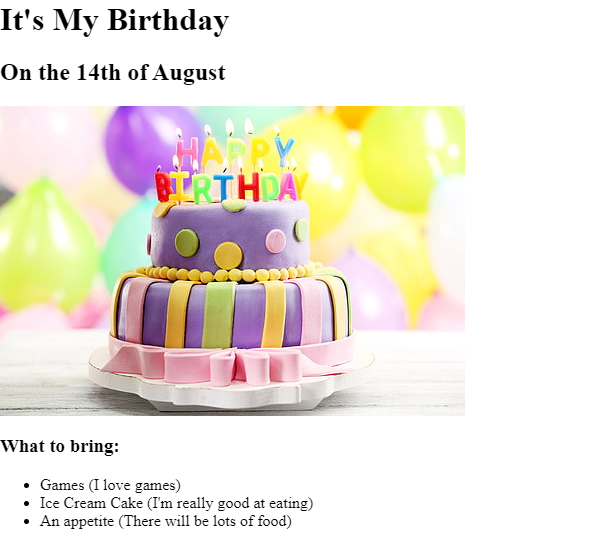 It's My Birthday
On the 14th of August
HAPPY
BIRTHDAY
What to bring:
Games (I love games)
Ice Cream Cake (I'm really good at eating)
An appetite (There will be lots of food)